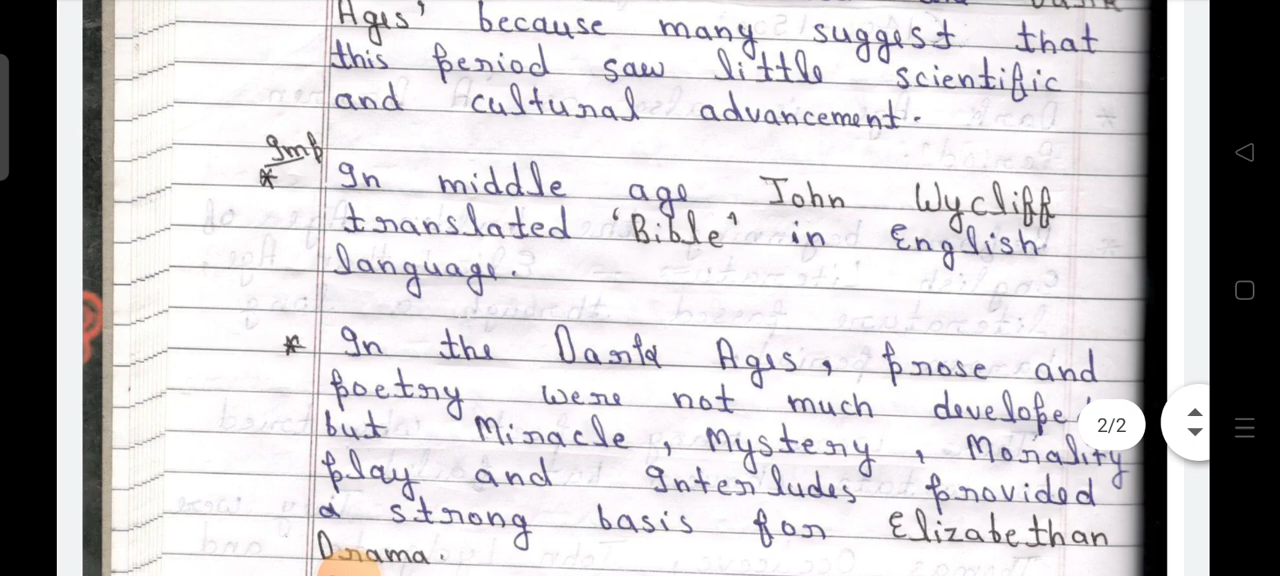 Ages' because many suggest that
this period saw little scientific
and cultural advancement.
Imp
* In middle age John Wycliff
translated 'Bible' in English
language.
* In the Dark Ages, prose and
poetry were not much develope
but Miracle, Mystery, Morality
play and Interludes provided
a strong basis for Elizabethan
Drama.
2/2